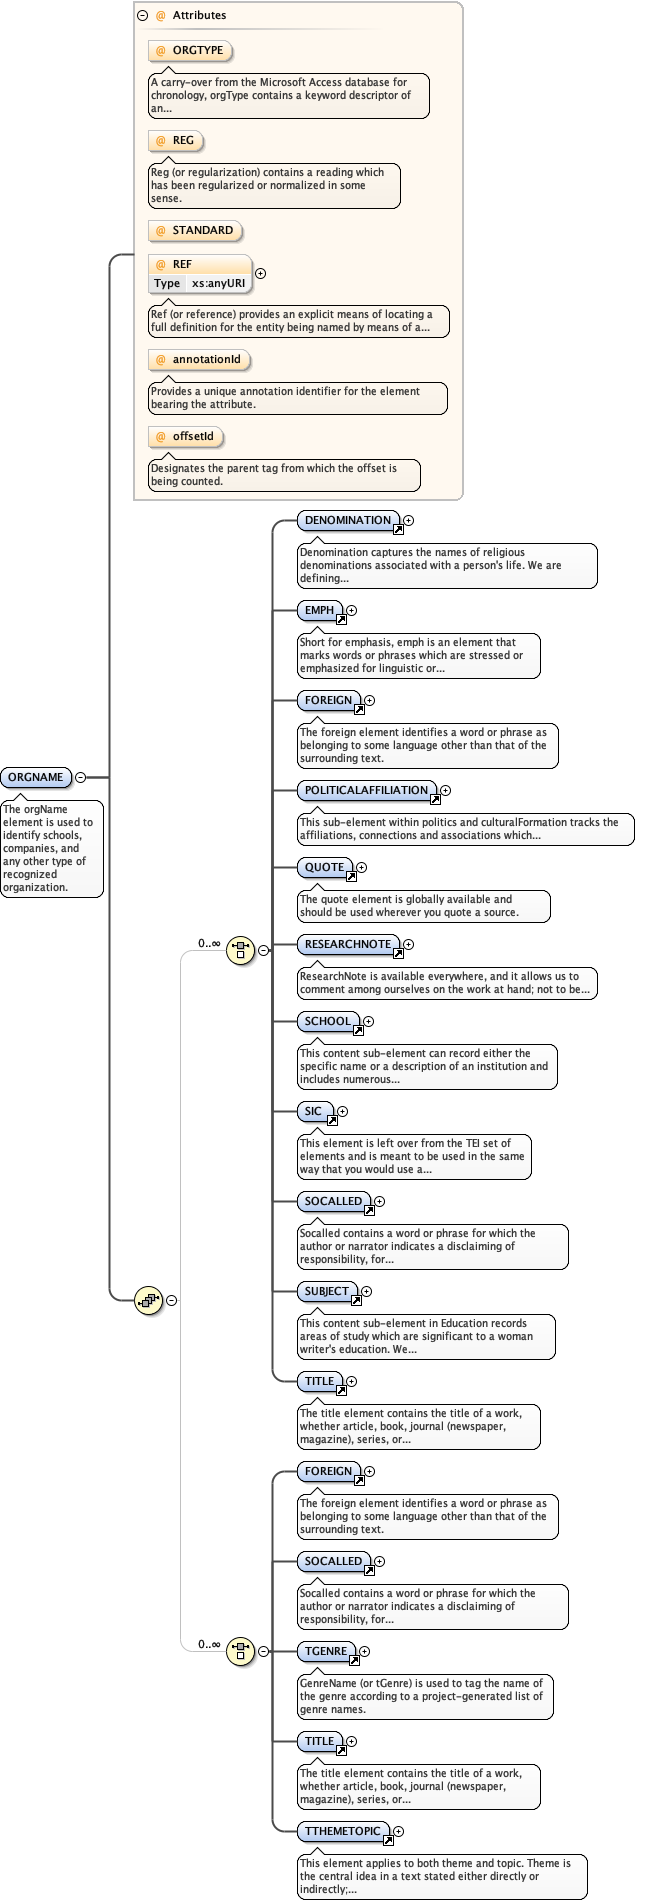 Attributes
@ ORGTYPE
A carry-over from the Microsoft Access database for
chronology, orgType contains a keyword descriptor of
an...
@ REG
Reg (or regularization) contains a reading which
has been regularized or normalized in some
sense.
@ STANDARD
@ REF
Type xs:anyURI
Ref (or reference) provides an explicit means of locating a
full definition for the entity being named by means of a...
@ annotationId
Provides a unique annotation identifier for the element
bearing the attribute.
@ offsetId
Designates the parent tag from which the offset is
being counted.
ORGNAME
The orgName
element is used to
identify schools,
companies, and
any other type of
recognized
organization.
0..∞
DENOMINATION
Denomination captures the names of religious
denominations associated with a person's life. We are
defining...
EMPH
Short for emphasis, emph is an element that
marks words or phrases which are stressed or
emphasized for linguistic or...
FOREIGN
The foreign element identifies a word or phrase as
belonging to some language other than that of the
surrounding text.
POLITICALAFFILIATION
This sub-element within politics and culturalFormation tracks the
affiliations, connections and associations which...
QUOTE
The quote element is globally available and
should be used wherever you quote a source.
RESEARCHNOTE
ResearchNote is available everywhere, and it allows us to
comment among ourselves on the work at hand; not to be...
SCHOOL
This content sub-element can record either the
specific name or a description of an institution and
includes numerous...
SIC
This element is left over from the TEI set of
elements and is meant to be used in the same
way that you would use a...
SOCALLED
Socalled contains a word or phrase for which the
author or narrator indicates a disclaiming of
responsibility, for...
SUBJECT
This content sub-element in Education records
areas of study which are significant to a woman
writer's education. We...
TITLE
The title element contains the title of a work,
whether article, book, journal (newspaper,
magazine), series, or...
0..∞
FOREIGN
The foreign element identifies a word or phrase as
belonging to some language other than that of the
surrounding text.
SOCALLED
Socalled contains a word or phrase for which the
author or narrator indicates a disclaiming of
responsibility, for...
TGENRE
GenreName (or tGenre) is used to tag the name of
the genre according to a project-generated list of
genre names.
TITLE
The title element contains the title of a work,
whether article, book, journal (newspaper,
magazine), series, or...
TTHEMETOPIC
This element applies to both theme and topic. Theme is
the central idea in a text stated either directly or
indirectly;...